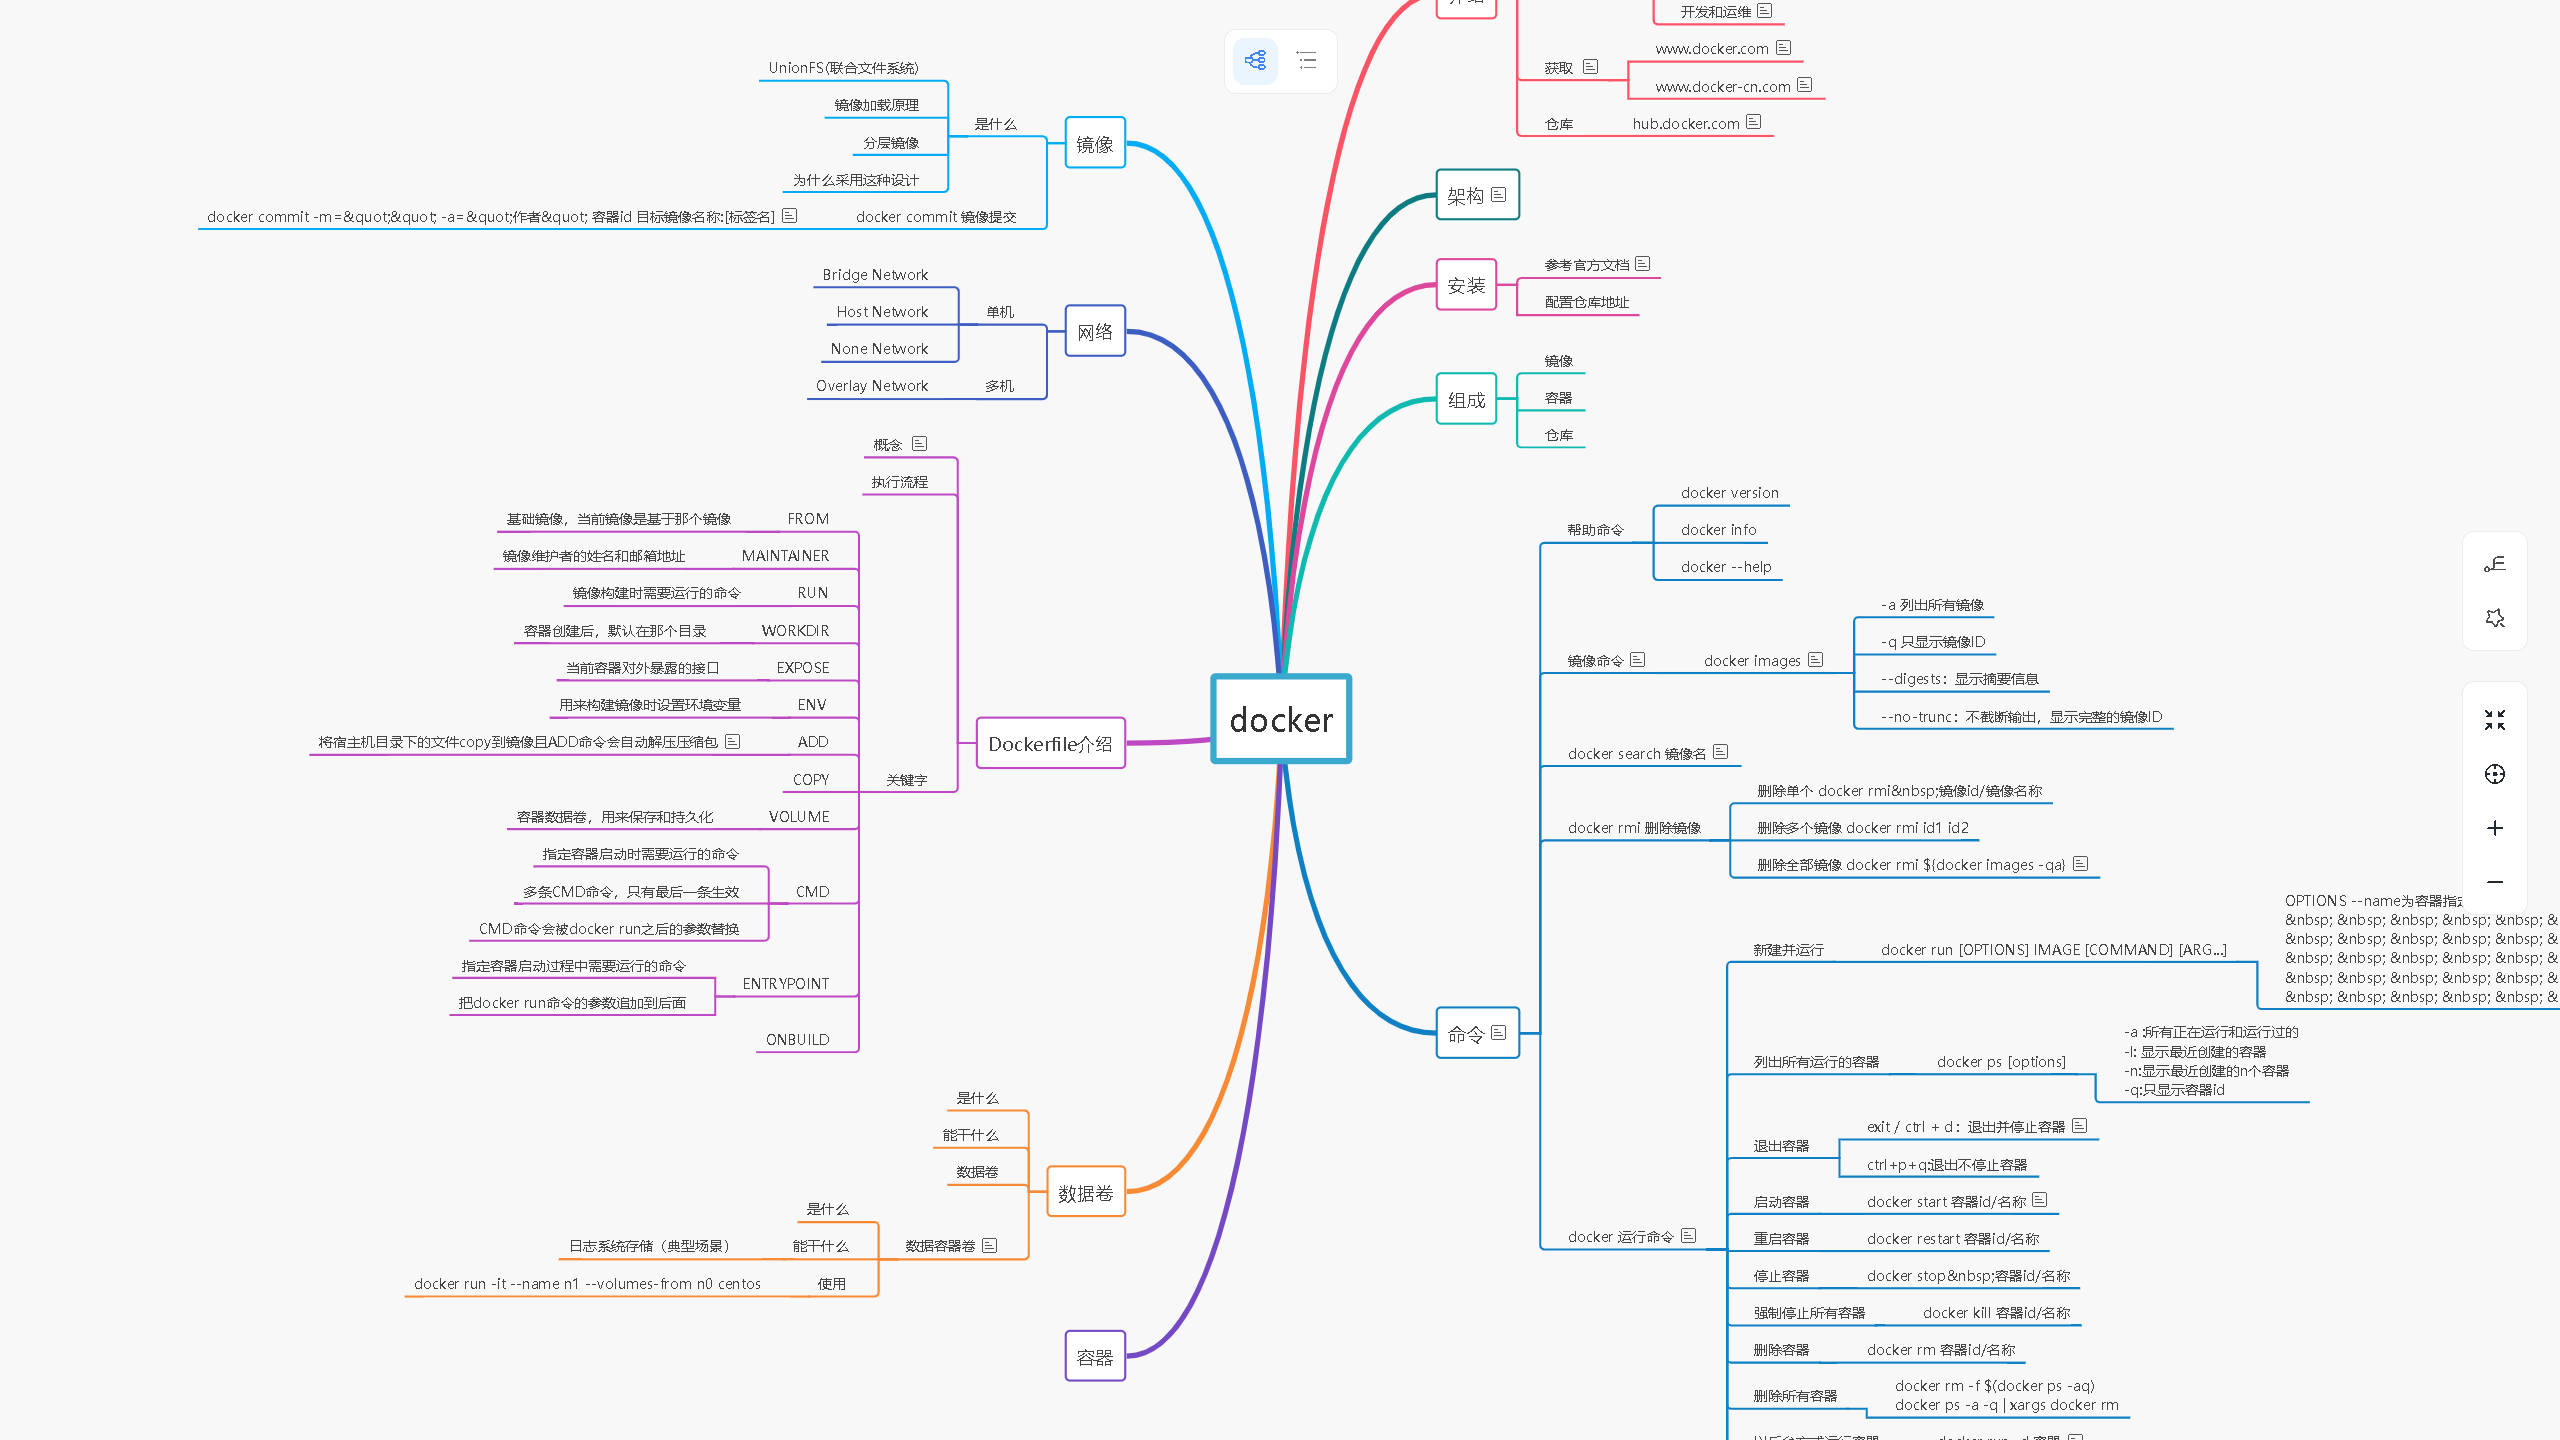 docker
介绍
开发和运维
获取
www.docker.com
www.docker-cn.com
仓库
hub.docker.com
架构
安装
参考官方文档
配置仓库地址
组成
镜像
容器
仓库
命令
帮助命令
docker version
docker info
docker --help
镜像命令
docker images
-a 列出所有镜像
-q 只显示镜像ID
--digests：显示摘要信息
--no-trunc：不截断输出，显示完整的镜像ID
docker search 镜像名
docker rmi 删除镜像
删除单个 docker rmi&nbsp;镜像id/镜像名称
删除多个镜像 docker rmi id1 id2
删除全部镜像 docker rmi ${docker images -qa}
docker 运行命令
新建并运行
docker run [OPTIONS] IMAGE [COMMAND] [ARG...]
OPTIONS --name为容器指定
&nbsp; &nbsp; &nbsp; &nbsp; &nbsp; &
&nbsp; &nbsp; &nbsp; &nbsp; &nbsp; &
&nbsp; &nbsp; &nbsp; &nbsp; &nbsp; &
&nbsp; &nbsp; &nbsp; &nbsp; &nbsp; &
&nbsp; &nbsp; &nbsp; &nbsp; &nbsp; &
列出所有运行的容器
docker ps [options]
-a :所有正在运行和运行过的
-l: 显示最近创建的容器
-n:显示最近创建的n个容器
-q:只显示容器id
退出容器
exit / ctrl + d：退出并停止容器
ctrl+p+q:退出不停止容器
启动容器
docker start 容器id/名称
重启容器
docker restart 容器id/名称
停止容器
docker stop&nbsp;容器id/名称
强制停止所有容器
docker kill 容器id/名称
删除容器
docker rm 容器id/名称
删除所有容器
docker rm -f $(docker ps -aq)
docker ps -a -q | xargs docker rm
镜像
是什么
UnionFS(联合文件系统)
镜像加载原理
分层镜像
为什么采用这种设计
docker commit 镜像提交
docker commit -m=&quot;&quot; -a=&quot;作者&quot; 容器id 目标镜像名称:[标签名]
网络
单机
Bridge Network
Host Network
None Network
多机
Overlay Network
Dockerfile介绍
概念
执行流程
关键字
FROM
基础镜像，当前镜像是基于那个镜像
MAINTAINER
镜像维护者的姓名和邮箱地址
RUN
镜像构建时需要运行的命令
WORKDIR
容器创建后，默认在那个目录
EXPOSE
当前容器对外暴露的接口
ENV
用来构建镜像时设置环境变量
ADD
将宿主机目录下的文件copy到镜像且ADD命令会自动解压压缩包
COPY
VOLUME
容器数据卷，用来保存和持久化
CMD
指定容器启动时需要运行的命令
多条CMD命令，只有最后一条生效
CMD命令会被docker run之后的参数替换
ENTRYPOINT
指定容器启动过程中需要运行的命令
把docker run命令的参数追加到后面
ONBUILD
数据卷
是什么
能干什么
数据卷
数据容器卷
是什么
能干什么
日志系统存储（典型场景）
使用
docker run -it --name n1 --volumes-from n0 centos
容器